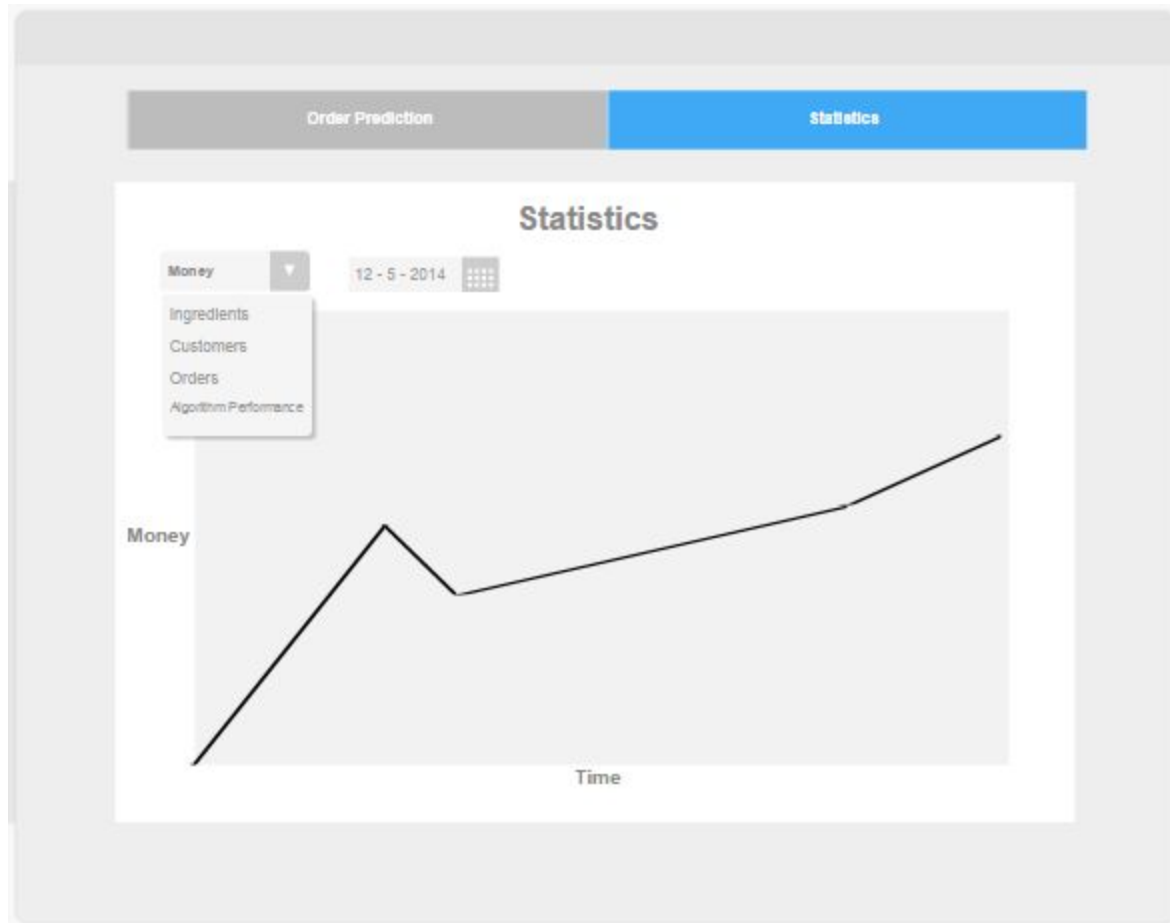 Order Prediction
Statistics
Statistics
Money
12 - 5 - 2014
Ingredients
Customers
Orders
Algorithm Performance
Money
Time